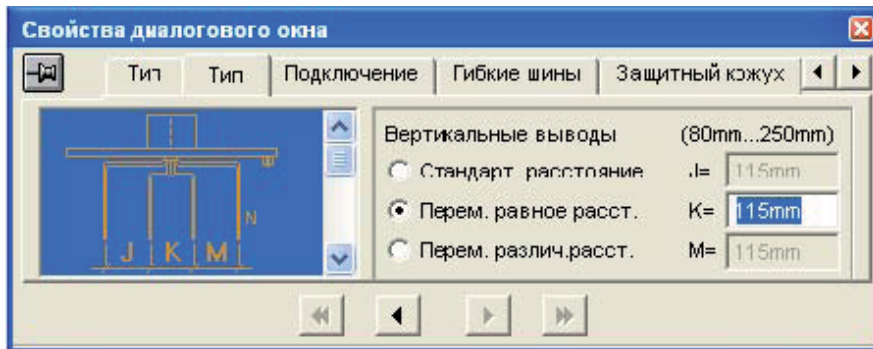 Свойства диалогового окна
Тип Тип Подключение Гибкие шины Защитный кожух
Вертикальные выводы (80mm...250mm)
Стандарт. расстояние J= 115mm
Перем. равное расст. K= 115mm
Перем. различ.расст. M= 115mm
N
J K M